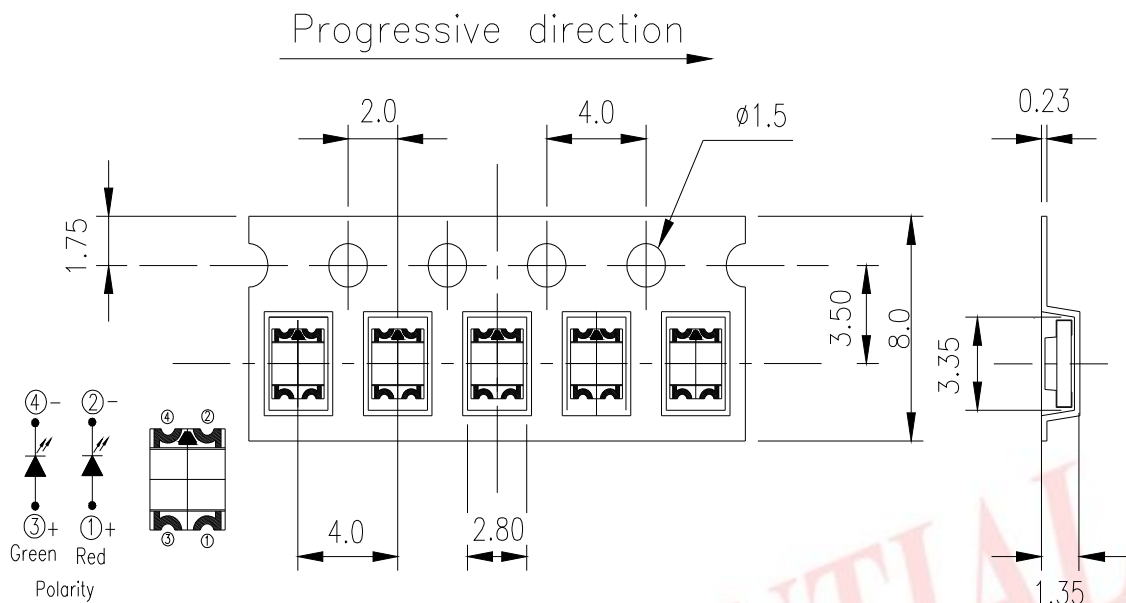 Progressive direction
2.0
4.0
ø1.5
0.23
1.75
3.50
8.0
3.35
④- ②-
④ ②
③+ ①+
③ ①
Green Red
Polarity
4.0
2.80
1.35
NTIAL